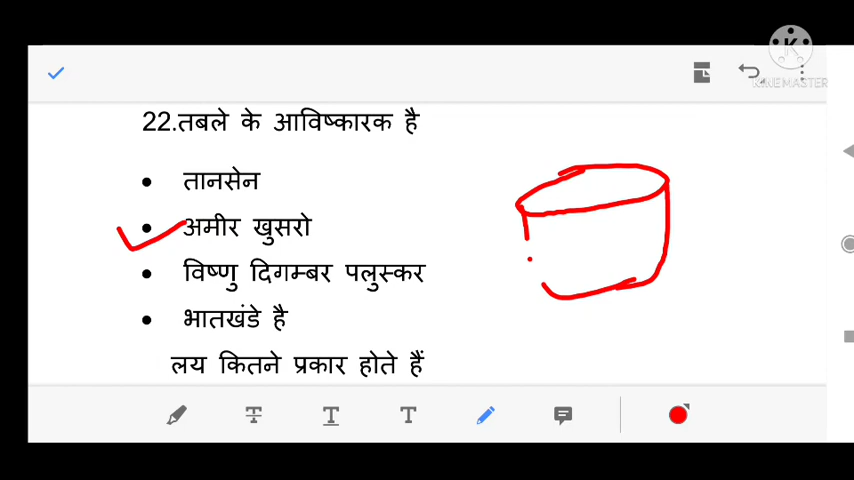 KINEMASTER
22.तबले के आविष्कारक है
• तानसेन
• अमीर खुसरो
• विष्णु दिगम्बर पलुस्कर
• भातखंडे है
लय कितने प्रकार होते हैं